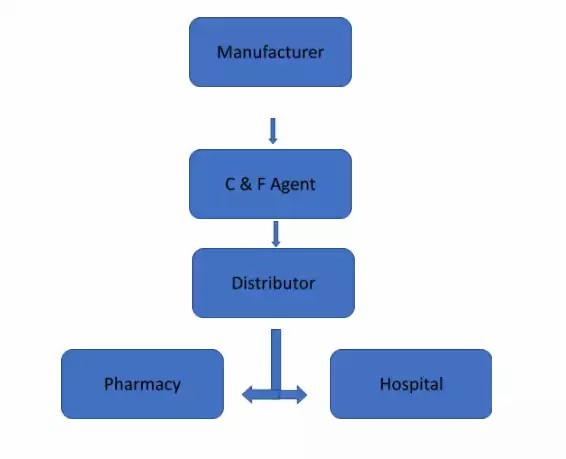 Manufacturer
C & F Agent
Distributor
Pharmacy
Hospital